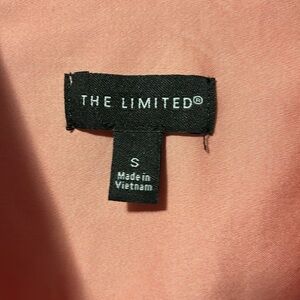 THE LIMITED®
S
Made in
Vietnam